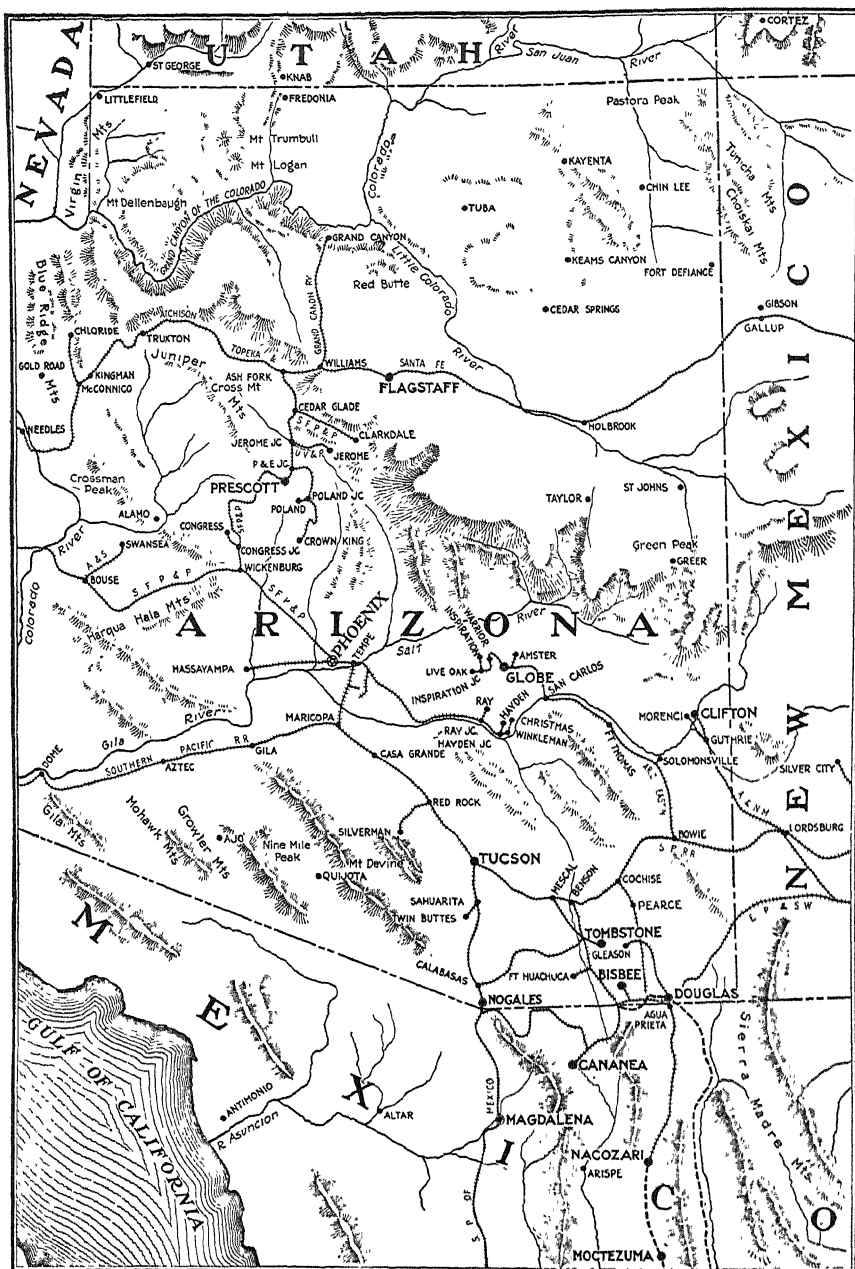 NEVADA
UTAH
CORTEZ
ST GEORGE
KNAB
San Juan River
River
LITTLEFIELD
FREDONIA
Pastora Peak
Virgin Mts
Mt Trumbull
Mt Logan
Colorado
KAYENTA
CHIN LEE
Tunicha Mts
Choiskai Mts
Mt Dellenbaugh
GRAND CANYON OF THE COLORADO
TUBA
GRAND CANYON
Little Colorado
River
KEAMS CANYON
FORT DEFIANCE
Red Butte
CEDAR SPRINGS
GIBSON
GALLUP
Blue Ridge
Mts
CHLORIDE
ATCHISON
TRUXTON
TOPEKA &
SANTA FE
GRAND CANON RY
GOLD ROAD
KINGMAN
McCONNICO
Juniper
Mts
ASH FORK
Cross Mt
WILLIAMS
FLAGSTAFF
NEEDLES
CEDAR GLADE
S F P & P
CLARKDALE
HOLBROOK
JEROME JC
U V & P
JEROME
P & E JC
Crossman
Peak
PRESCOTT
POLAND JC
POLAND
TAYLOR
ST JOHNS
ALAMO
CONGRESS
Colorado River
SWANSEA
A & S
CONGRESS JC
CROWN KING
WICKENBURG
Green Peak
GREER
BOUSE
S F P & P
S F P & P
Harqua Hala Mts
ARIZONA
PHOENIX
TEMPE
Salt
River
WARRIOR
INSPIRATION
AMSTER
HASSAYAMPA
LIVE OAK
INSPIRATION JC
GLOBE
SAN CARLOS
RAY
HAYDEN
Gila
River
MARICOPA
RAY JC
HAYDEN JC
CHRISTMAS
WINKLEMAN
MORENCI
CLIFTON
FT THOMAS
GUTHRIE
DOME
SOUTHERN PACIFIC R R
AZTEC
GILA
CASA GRANDE
SOLOMONSVILLE
SILVER CITY
A & N M
Gila Mts
Mohawk
Mts
Growler Mts
AJO
Nine Mile
Peak
SILVERMAN
RED ROCK
BOWIE
LORDSBURG
S P RR
Mt Devine
QUIJOTA
TUCSON
MESCAL
BENSON
COCHISE
PEARCE
E P & S W
SAHUARITA
TWIN BUTTES
TOMBSTONE
GLEASON
CALABASAS
FT HUACHUCA
BISBEE
NOGALES
DOUGLAS
AGUA
PRIETA
NEW MEXICO
GULF OF CALIFORNIA
CANANEA
Sierra Madre Mts
ANTIMONIO
R Asuncion
ALTAR
S P OF MEXICO
MAGDALENA
NACOZARI
ARISPE
MOCTEZUMA
MEXICO